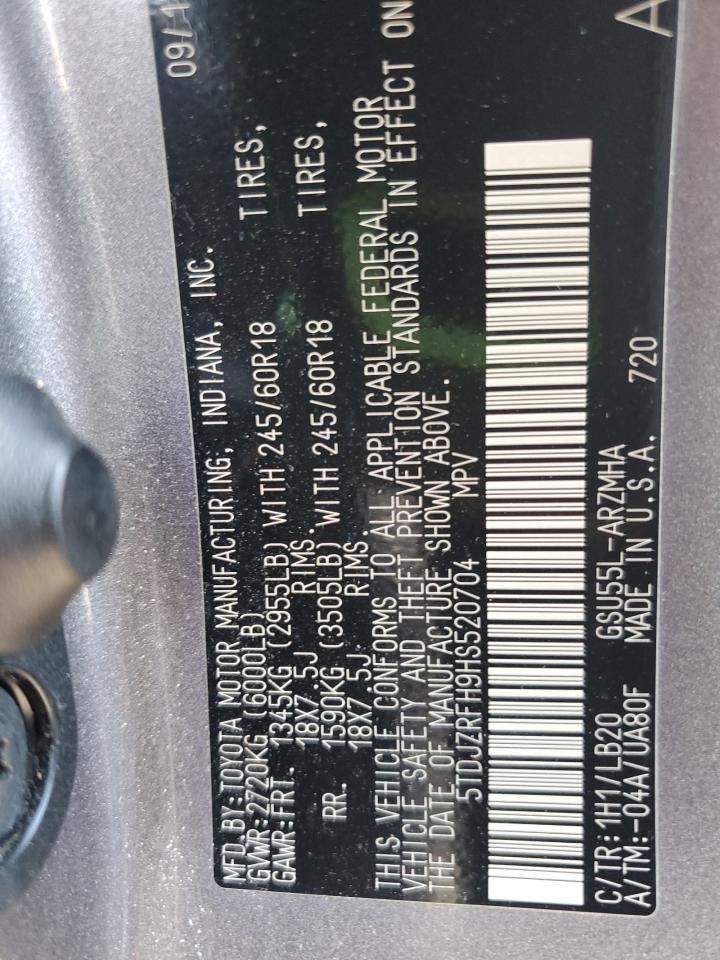 MFD.BY:TOYOTA MOTOR MANUFACTURING, INDIANA, INC. 09/1
GVWR:2720KG (6000LB)
GAWR:FRT. 1345KG (2955LB) WITH 245/60R18 TIRES,
18X7.5J RIMS.
RR. 1590KG (3505LB) WITH 245/60R18 TIRES,
18X7.5J RIMS.
THIS VEHICLE CONFORMS TO ALL APPLICABLE FEDERAL MOTOR
VEHICLE SAFETY AND THEFT PREVENTION STANDARDS IN EFFECT ON
THE DATE OF MANUFACTURE SHOWN ABOVE.
5TDJZRFH9HS520704 MPV
C/TR:1H1/LB20 GSU55L-ARZMHA 720
A/TM:-04A/UA80F MADE IN U.S.A. A